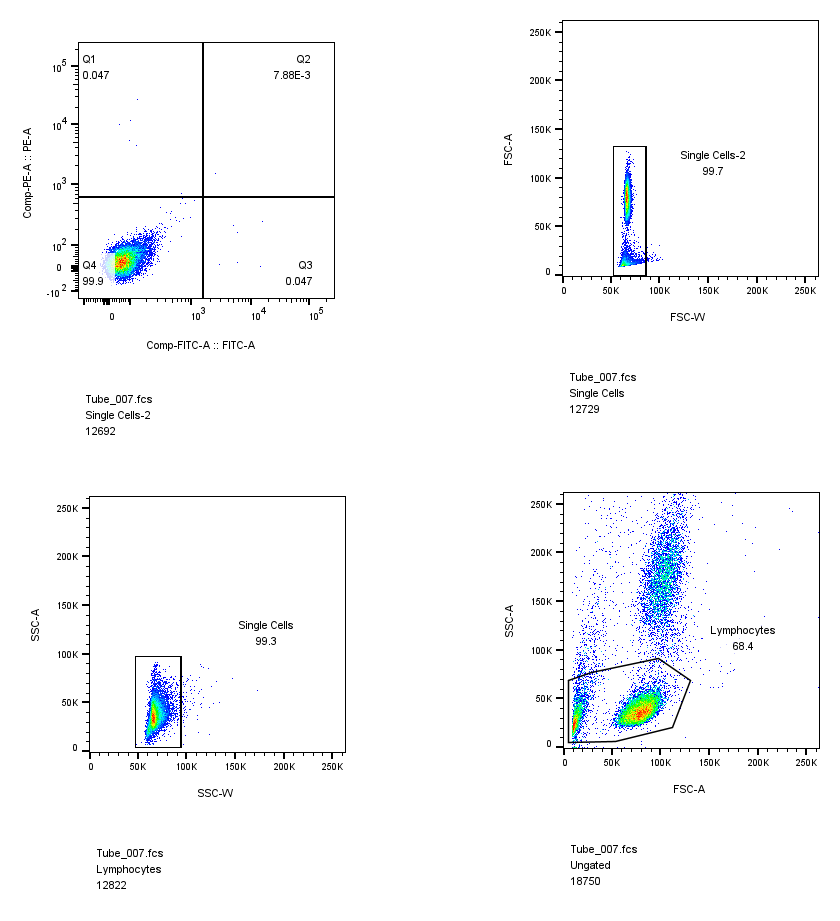 Q1
0.047
Q2
7.88E-3
Q4
99.9
Q3
0.047
10^5
10^4
10^3
10^2
0
-10^2
0
10^3
10^4
10^5
Comp-PE-A :: PE-A
Comp-FITC-A :: FITC-A
Tube_007.fcs
Single Cells-2
12692
250K
200K
150K
100K
50K
0
0
50K
100K
150K
200K
250K
FSC-A
FSC-W
Single Cells-2
99.7
Tube_007.fcs
Single Cells
12729
250K
200K
150K
100K
50K
0
0
50K
100K
150K
200K
250K
SSC-A
SSC-W
Single Cells
99.3
Tube_007.fcs
Lymphocytes
12822
250K
200K
150K
100K
50K
0
0
50K
100K
150K
200K
250K
SSC-A
FSC-A
Lymphocytes
68.4
Tube_007.fcs
Ungated
18750